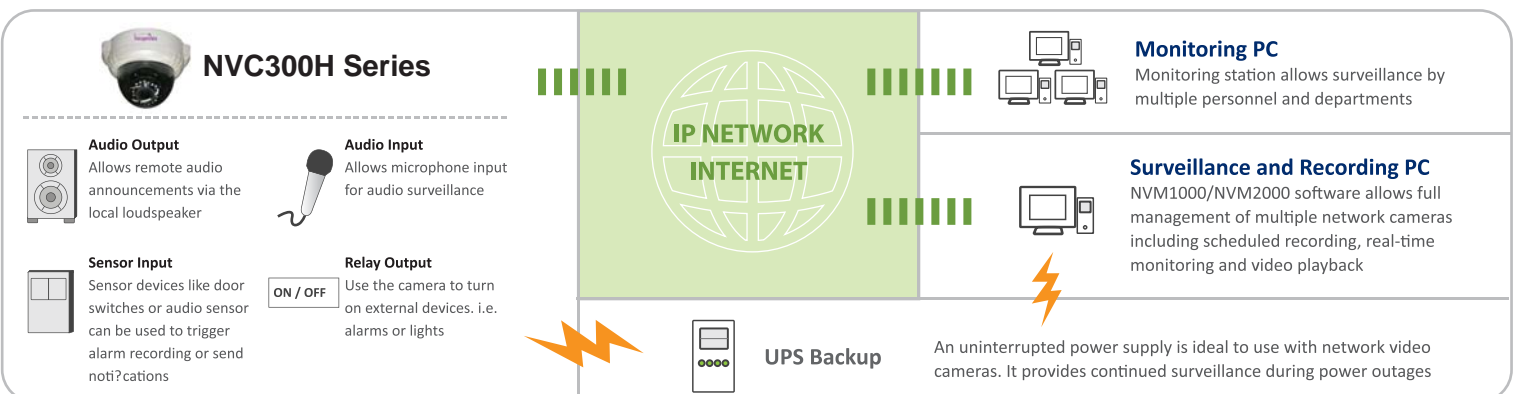 NVC300H Series
Audio Output
Allows remote audio
announcements via the
local loudspeaker
Audio Input
Allows microphone input
for audio surveillance
Sensor Input
Sensor devices like door
switches or audio sensor
can be used to trigger
alarm recording or send
noti?cations
ON / OFF
Relay Output
Use the camera to turn
on external devices. i.e.
alarms or lights
IP NETWORK
INTERNET
Monitoring PC
Monitoring station allows surveillance by
multiple personnel and departments
Surveillance and Recording PC
NVM1000/NVM2000 software allows full
management of multiple network cameras
including scheduled recording, real-time
monitoring and video playback
UPS Backup
An uninterrupted power supply is ideal to use with network video
cameras. It provides continued surveillance during power outages